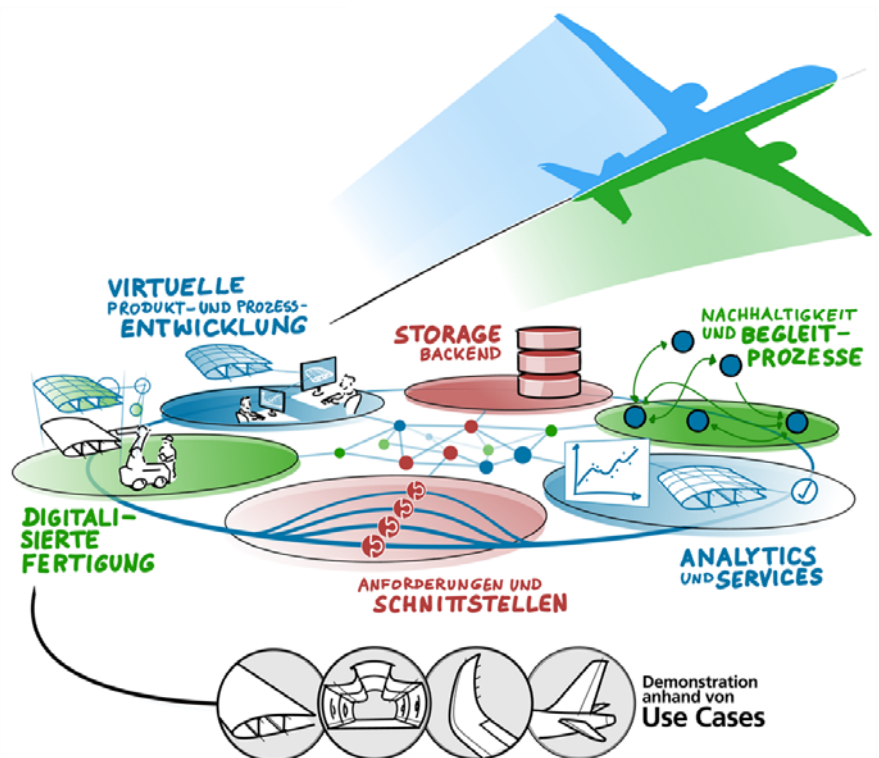 VIRTUELLE
PRODUKT- UND PROZESS-
ENTWICKLUNG
STORAGE
BACKEND
NACHHALTIGKEIT
UND BEGLEIT-
PROZESSE
DIGITALI-
SIERTE
FERTIGUNG
ANFORDERUNGEN UND
SCHNITTSTELLEN
ANALYTICS
UND SERVICES
Demonstration
anhand von
Use Cases